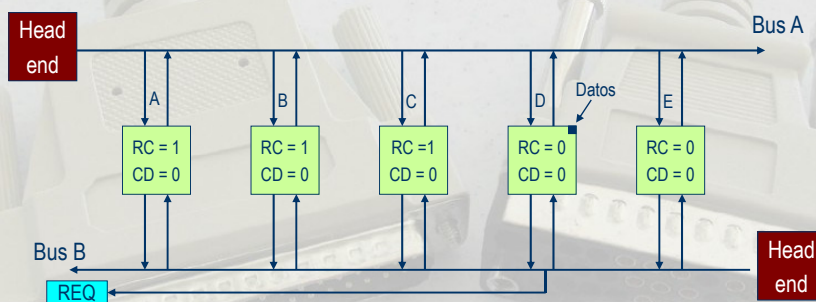 Head
end
Bus A
A
B
C
D
Datos
E
RC = 1
CD = 0
RC = 1
CD = 0
RC =1
CD = 0
RC = 0
CD = 0
RC = 0
CD = 0
Bus B
Head
end
REQ